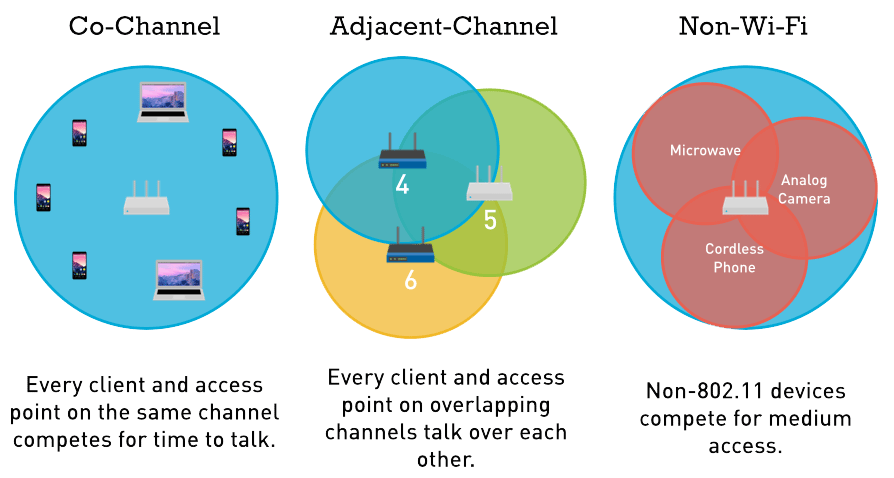 Co-Channel
Every client and access
point on the same channel
competes for time to talk.
Adjacent-Channel
4
5
6
Every client and access
point on overlapping
channels talk over each
other.
Non-Wi-Fi
Microwave
Analog
Camera
Cordless
Phone
Non-802.11 devices
compete for medium
access.